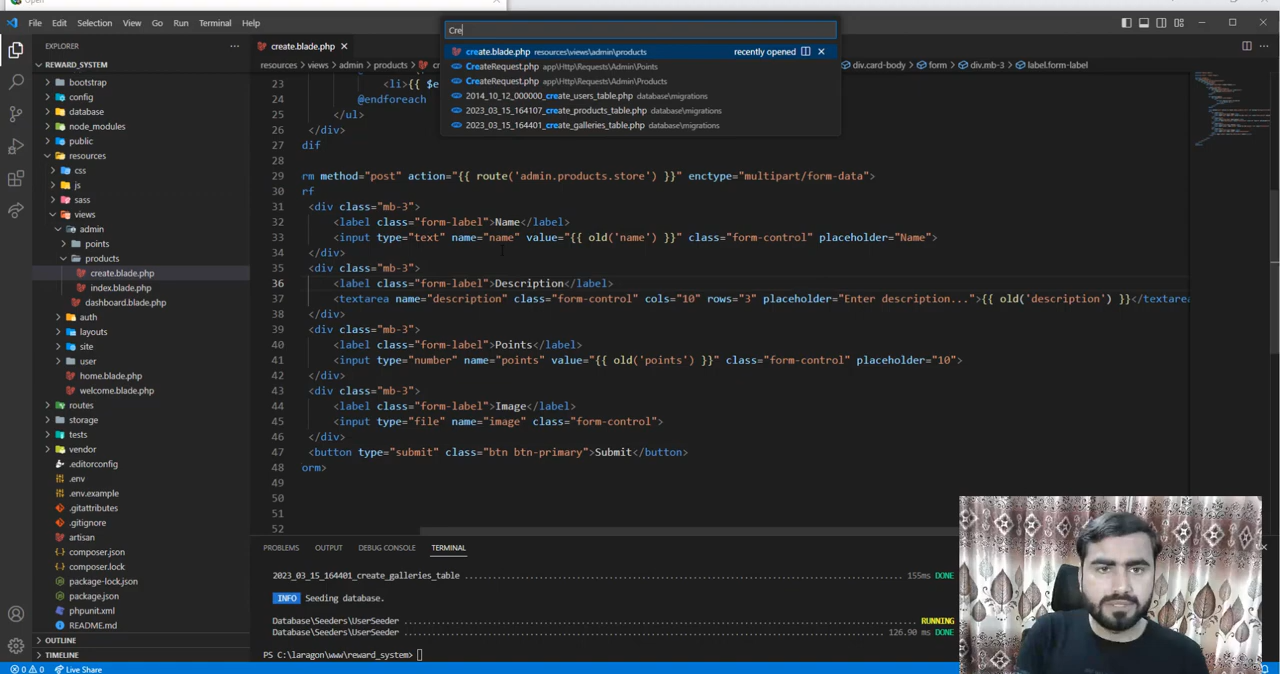 File Edit Selection View Go Run Terminal Help
Cre
create.blade.php resources\views\admin\products recently opened
CreateRequest.php app\Http\Requests\Admin\Points
CreateRequest.php app\Http\Requests\Admin\Products
2014_10_12_000000_create_users_table.php database\migrations
2023_03_15_164107_create_products_table.php database\migrations
2023_03_15_164401_create_galleries_table.php database\migrations
EXPLORER
REWARD_SYSTEM
bootstrap
config
database
node_modules
public
resources
css
js
sass
views
admin
points
products
create.blade.php
index.blade.php
dashboard.blade.php
auth
layouts
site
user
home.blade.php
welcome.blade.php
routes
storage
tests
vendor
.editorconfig
.env
.env.example
.gitattributes
.gitignore
artisan
composer.json
composer.lock
package-lock.json
package.json
phpunit.xml
README.md
OUTLINE
TIMELINE
create.blade.php
resources > views > admin > products > div.card-body > form > div.mb-3 > label.form-label
23 <li>{{ $e
24 @endforeach
25 </ul>
26 </div>
27 dif
28
29 rm method="post" action="{{ route('admin.products.store') }}" enctype="multipart/form-data">
30 rf
31 <div class="mb-3">
32 <label class="form-label">Name</label>
33 <input type="text" name="name" value="{{ old('name') }}" class="form-control" placeholder="Name">
34 </div>
35 <div class="mb-3">
36 <label class="form-label">Description</label>
37 <textarea name="description" class="form-control" cols="10" rows="3" placeholder="Enter description...">{{ old('description') }}</textarea
38 </div>
39 <div class="mb-3">
40 <label class="form-label">Points</label>
41 <input type="number" name="points" value="{{ old('points') }}" class="form-control" placeholder="10">
42 </div>
43 <div class="mb-3">
44 <label class="form-label">Image</label>
45 <input type="file" name="image" class="form-control">
46 </div>
47 <button type="submit" class="btn btn-primary">Submit</button>
48 orm>
49
50
51
52
PROBLEMS OUTPUT DEBUG CONSOLE TERMINAL
2023_03_15_164401_create_galleries_table 155ms DONE
INFO Seeding database.
Database\Seeders\UserSeeder RUNNING
Database\Seeders\UserSeeder 126.90 ms DONE
PS C:\laragon\www\reward_system>
0 0 Live Share